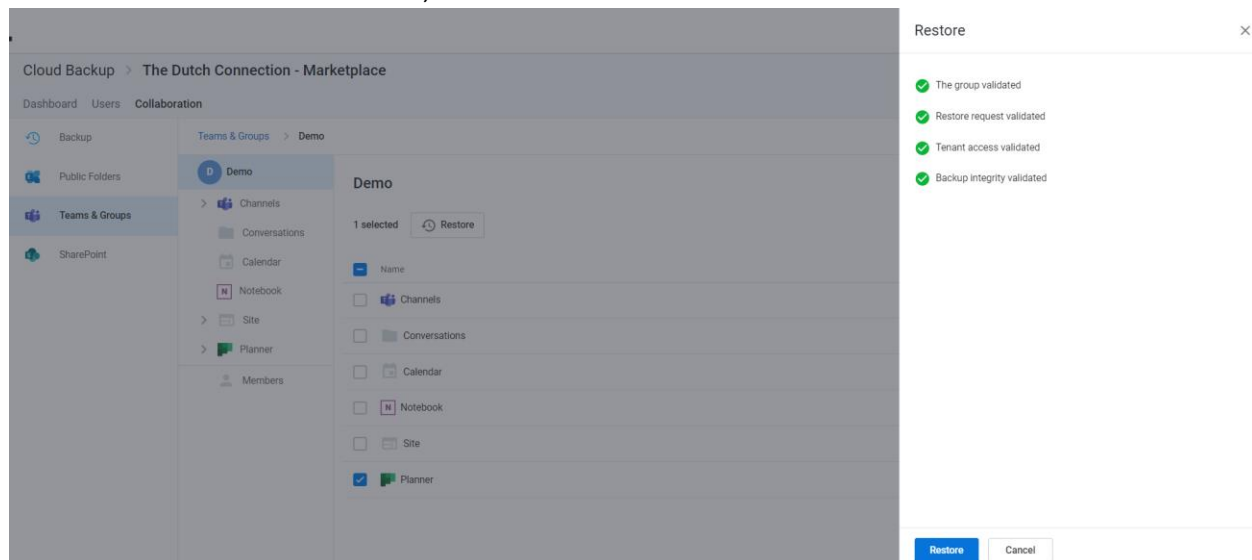 Restore
Cloud Backup > The Dutch Connection - Marketplace
Dashboard Users Collaboration
Backup
Public Folders
Teams & Groups
SharePoint
Teams & Groups > Demo
D Demo
Channels
Conversations
Calendar
N Notebook
Site
Planner
Members
Demo
1 selected Restore
Name
Channels
Conversations
Calendar
N Notebook
Site
Planner
The group validated
Restore request validated
Tenant access validated
Backup integrity validated
Restore Cancel